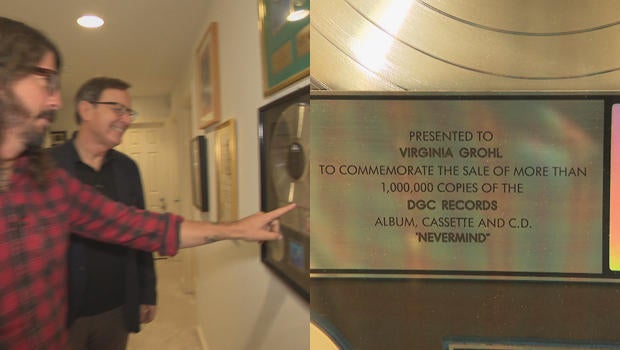 PRESENTED TO
VIRGINIA GROHL
TO COMMEMORATE THE SALE OF MORE THAN
1,000,000 COPIES OF THE
DGC RECORDS
ALBUM, CASSETTE AND C.D.
"NEVERMIND"